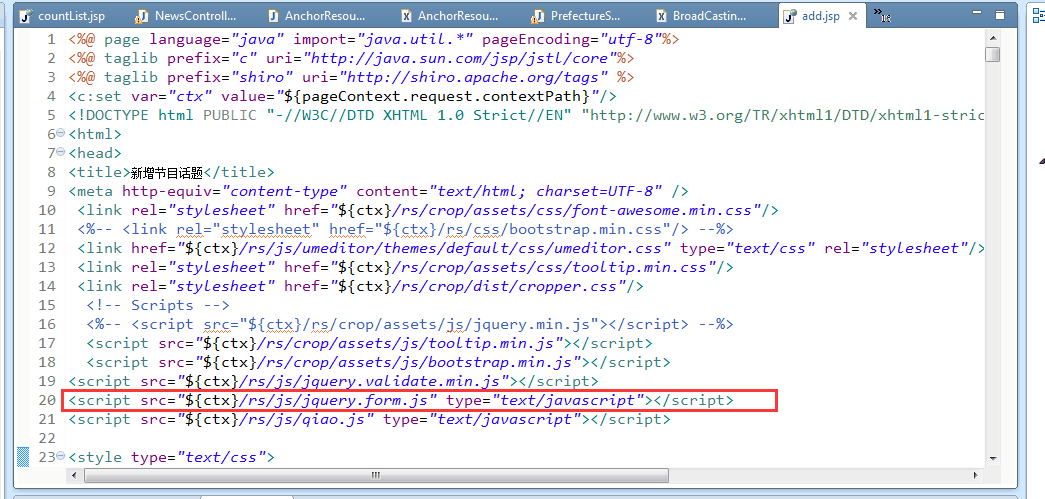 countList.jsp NewsControll... AnchorResou... AnchorResou... PrefectureS... BroadCastin... add.jsp
1 <%@ page language="java" import="java.util.*" pageEncoding="utf-8"%>
2 <%@ taglib prefix="c" uri="http://java.sun.com/jsp/jstl/core"%>
3 <%@ taglib prefix="shiro" uri="http://shiro.apache.org/tags" %>
4 <c:set var="ctx" value="${pageContext.request.contextPath}"/>
5 <!DOCTYPE html PUBLIC "-//W3C//DTD XHTML 1.0 Strict//EN" "http://www.w3.org/TR/xhtml1/DTD/xhtml1-stric
6 <html>
7 <head>
8 <title>新增节目话题</title>
9 <meta http-equiv="content-type" content="text/html; charset=UTF-8" />
10 <link rel="stylesheet" href="${ctx}/rs/crop/assets/css/font-awesome.min.css"/>
11 <%-- <link rel="stylesheet" href="${ctx}/rs/css/bootstrap.min.css"/> --%>
12 <link href="${ctx}/rs/js/umeditor/themes/default/css/umeditor.css" type="text/css" rel="stylesheet"/>
13 <link rel="stylesheet" href="${ctx}/rs/crop/assets/css/tooltip.min.css"/>
14 <link rel="stylesheet" href="${ctx}/rs/crop/dist/cropper.css"/>
15 <!-- Scripts -->
16 <%-- <script src="${ctx}/rs/crop/assets/js/jquery.min.js"></script> --%>
17 <script src="${ctx}/rs/crop/assets/js/tooltip.min.js"></script>
18 <script src="${ctx}/rs/crop/assets/js/bootstrap.min.js"></script>
19 <script src="${ctx}/rs/js/jquery.validate.min.js"></script>
20 <script src="${ctx}/rs/js/jquery.form.js" type="text/javascript"></script>
21 <script src="${ctx}/rs/js/qiao.js" type="text/javascript"></script>
22
23 <style type="text/css">